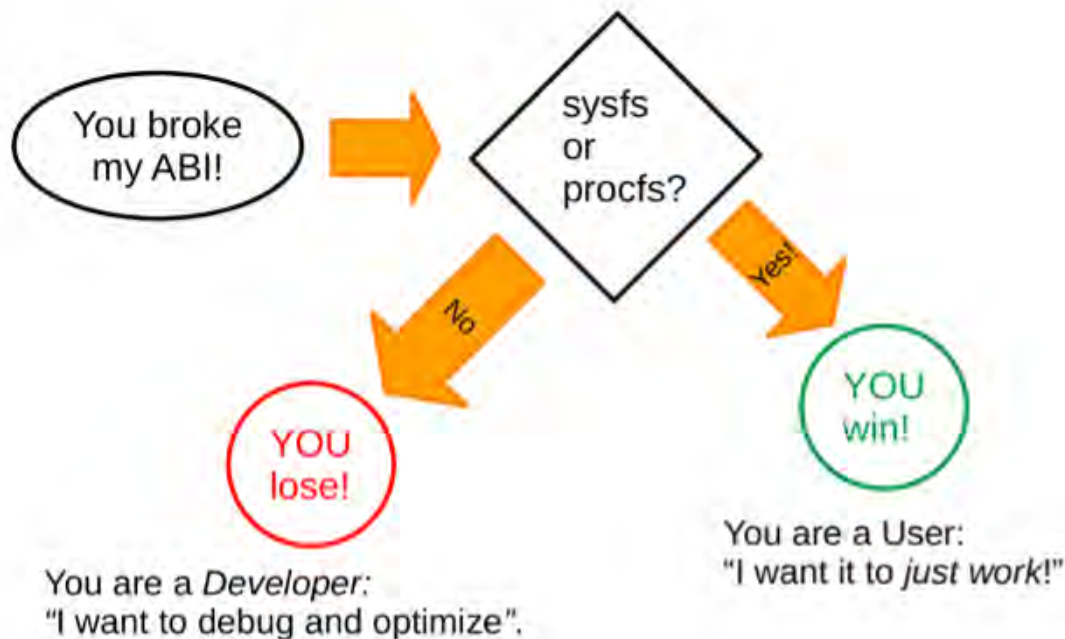 You broke
my ABI!
sysfs
or
procfs?
No
Yes!
YOU
lose!
YOU
win!
You are a Developer:
"I want to debug and optimize".
You are a User:
"I want it to just work!"